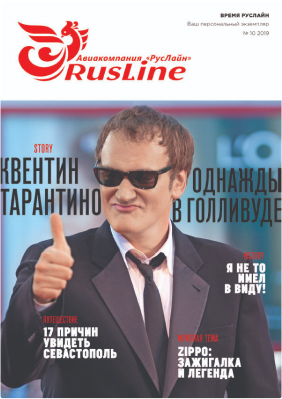 ВРЕМЯ РУСЛАЙН
Ваш персональный экземпляр
№ 10 2019
Авиакомпания «РусЛайн»
RusLine
STORY
КВЕНТИН
ТАРАНТИНО
ОДНАЖДЫ
В ГОЛЛИВУДЕ
Я НЕ ТО
ИМЕЛ
В ВИДУ!
ПУТЕШЕСТВИЕ
17 ПРИЧИН
УВИДЕТЬ
СЕВАСТОПОЛЬ
ТЕМА
ZIPPO:
ЗАЖИГАЛКА
И ЛЕГЕНДА